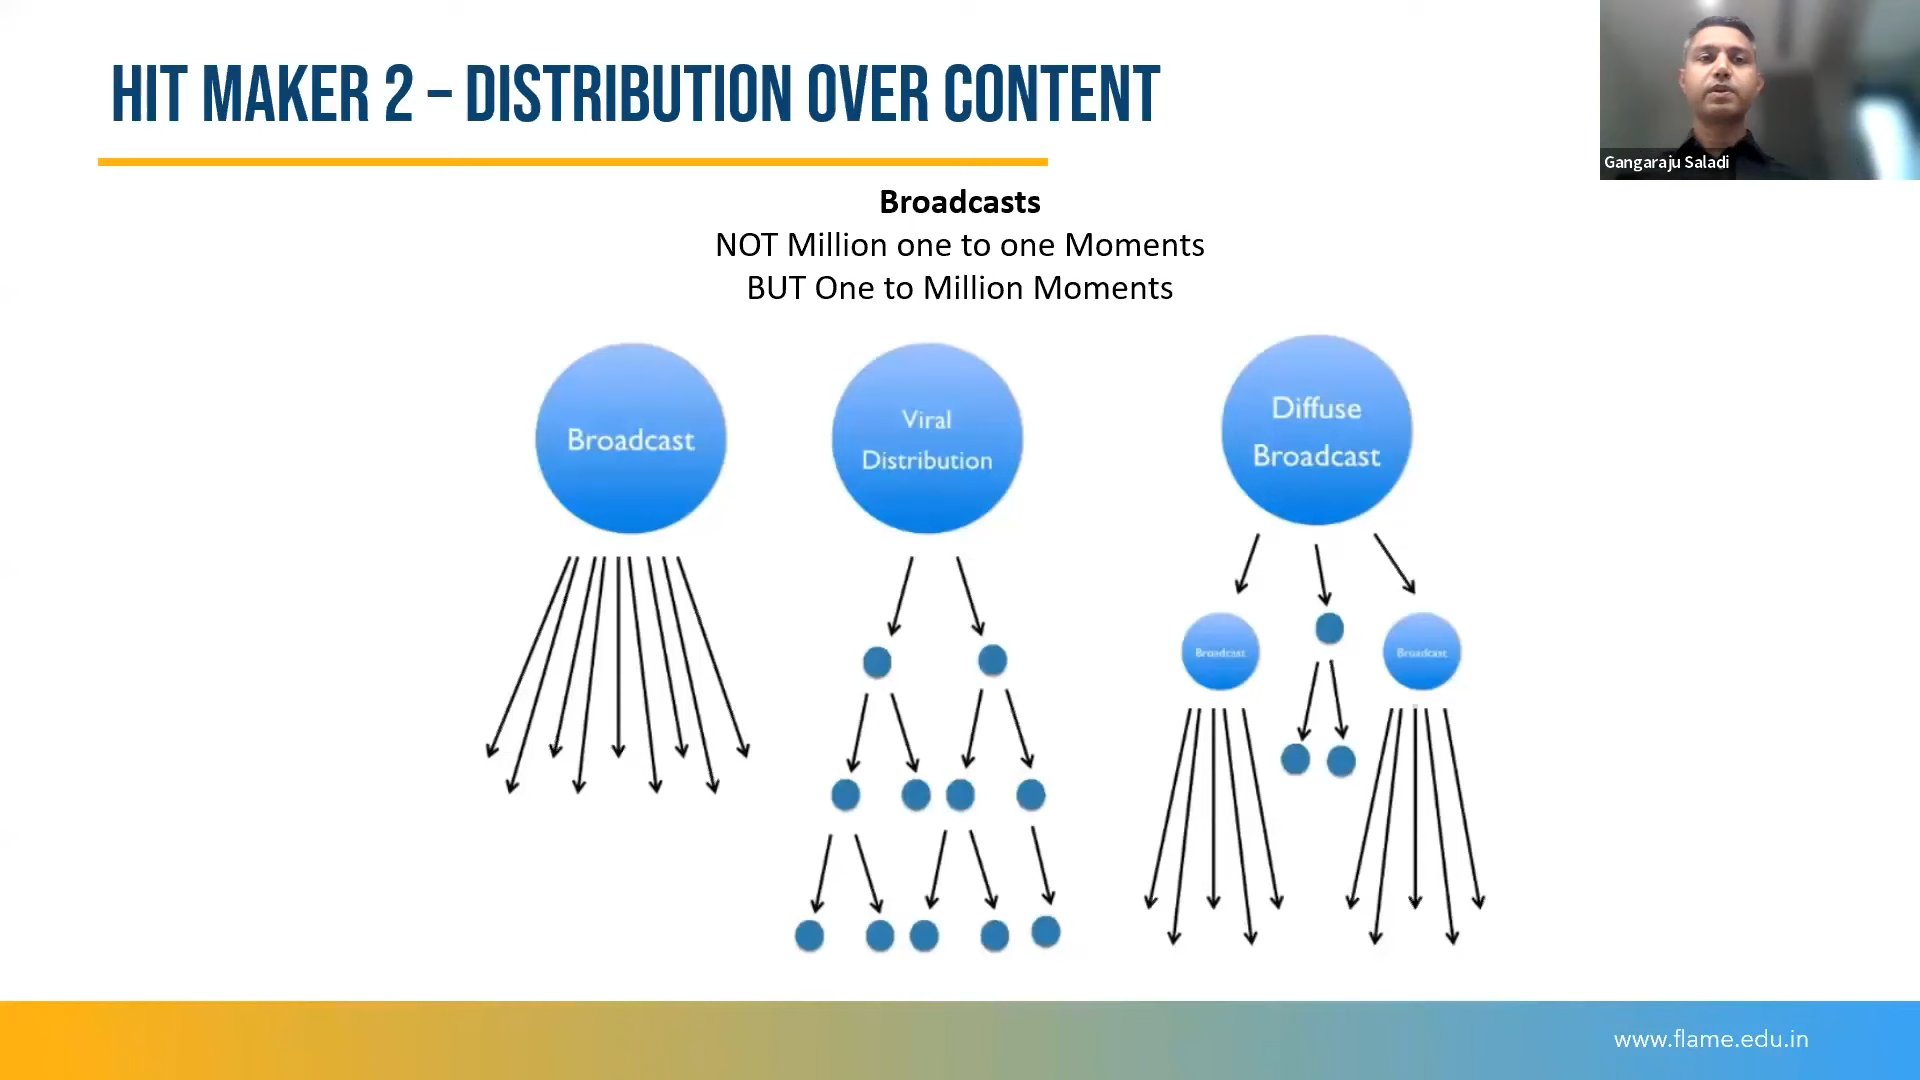 HIT MAKER 2 – DISTRIBUTION OVER CONTENT
Gangaraju Saladi
Broadcasts
NOT Million one to one Moments
BUT One to Million Moments
Broadcast
Viral
Distribution
Diffuse
Broadcast
Broadcast
Broadcast
www.flame.edu.in